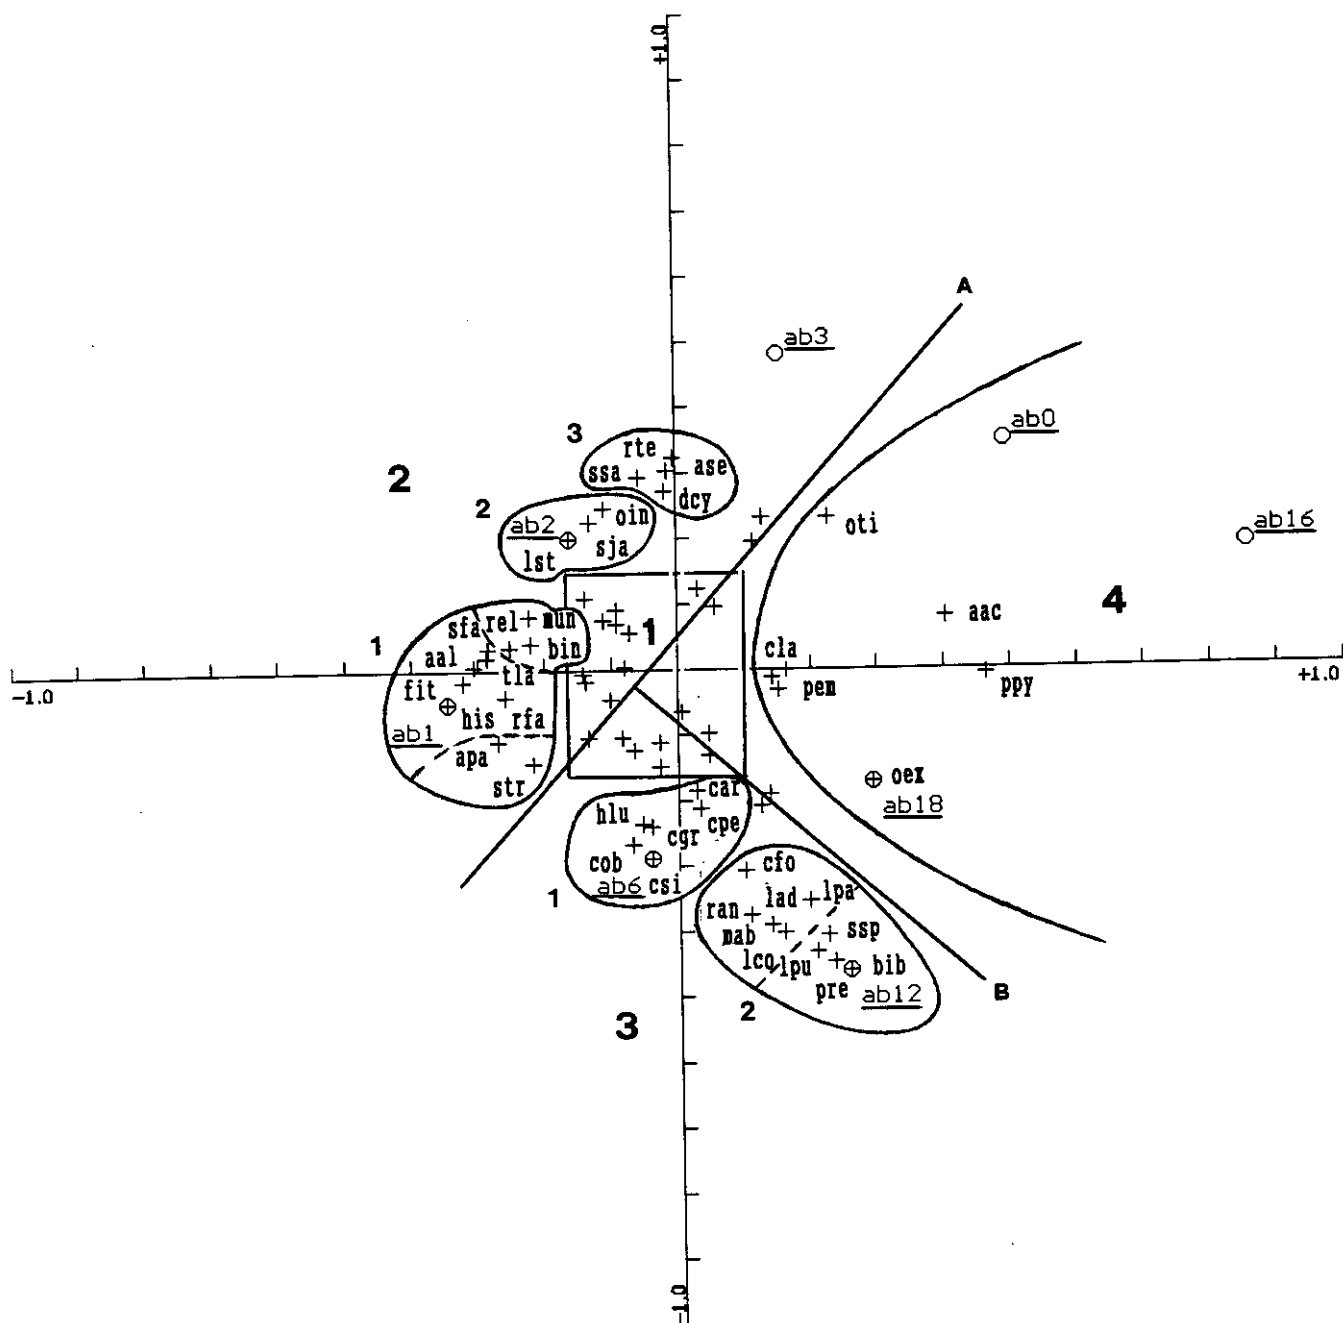 +1.0
A
ab3
ab0
3
rte
ase
ssa
2
dcy
2
oin
ab2
oti
ab16
sja
lst
4
aac
mun
sfa
rel
1
1
bin
cla
aal
-1.0
tla
+1.0
fit
pem
ppy
his
rfa
ab1
apa
oex
str
car
ab18
hlu
cpe
cgr
cob
cfo
ab6
csi
1
lad
lpa
ran
mab
ssp
lco
lpu
bib
pre
ab12
B
2
3
-1.0